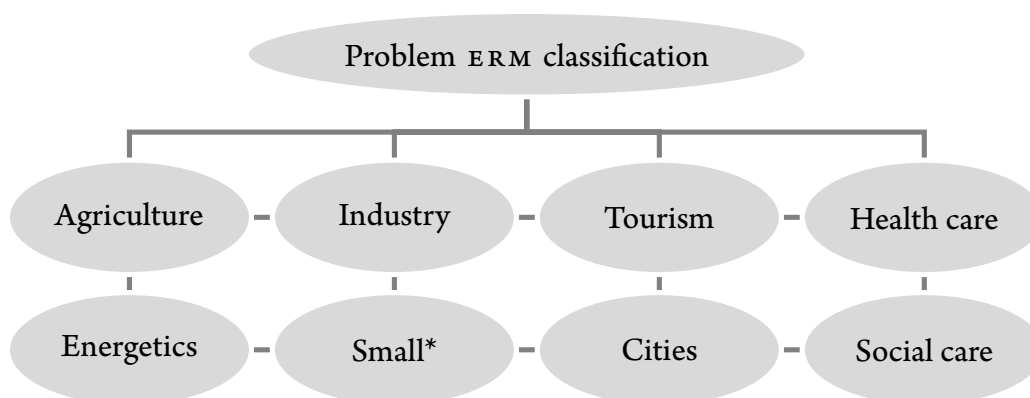 Problem ERM classification
Agriculture
Industry
Tourism
Health care
Energetics
Small*
Cities
Social care